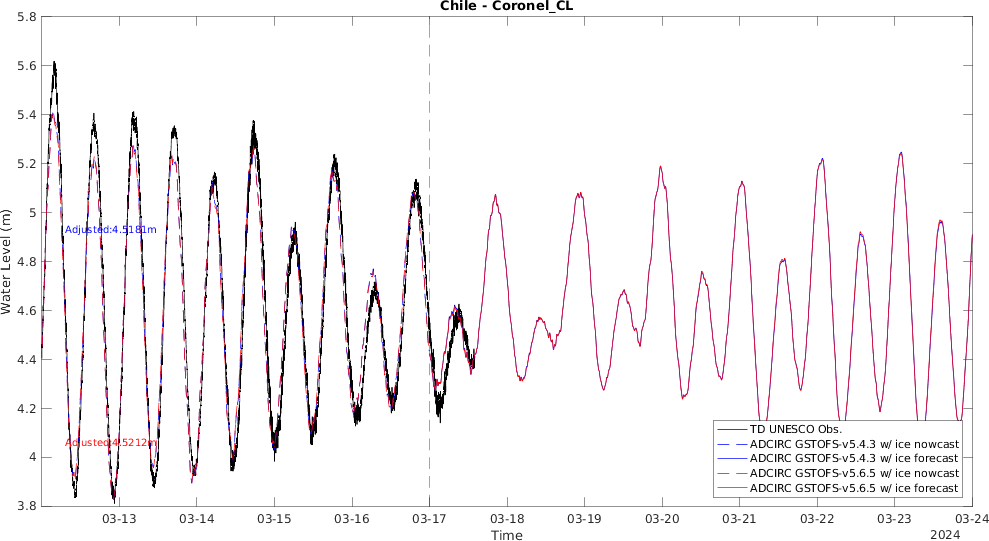 Chile - Coronel_CL
5.8
5.6
5.4
5.2
5
4.8
4.6
4.4
4.2
4
3.8
Water Level (m)
Adjusted:4.5181m
Adjusted:4.5212m
TD UNESCO Obs.
ADCIRC GSTOFS-v5.4.3 w/ ice nowcast
ADCIRC GSTOFS-v5.4.3 w/ ice forecast
ADCIRC GSTOFS-v5.6.5 w/ ice nowcast
ADCIRC GSTOFS-v5.6.5 w/ ice forecast
03-13 03-14 03-15 03-16 03-17 03-18 03-19 03-20 03-21 03-22 03-23 03-24
Time
2024